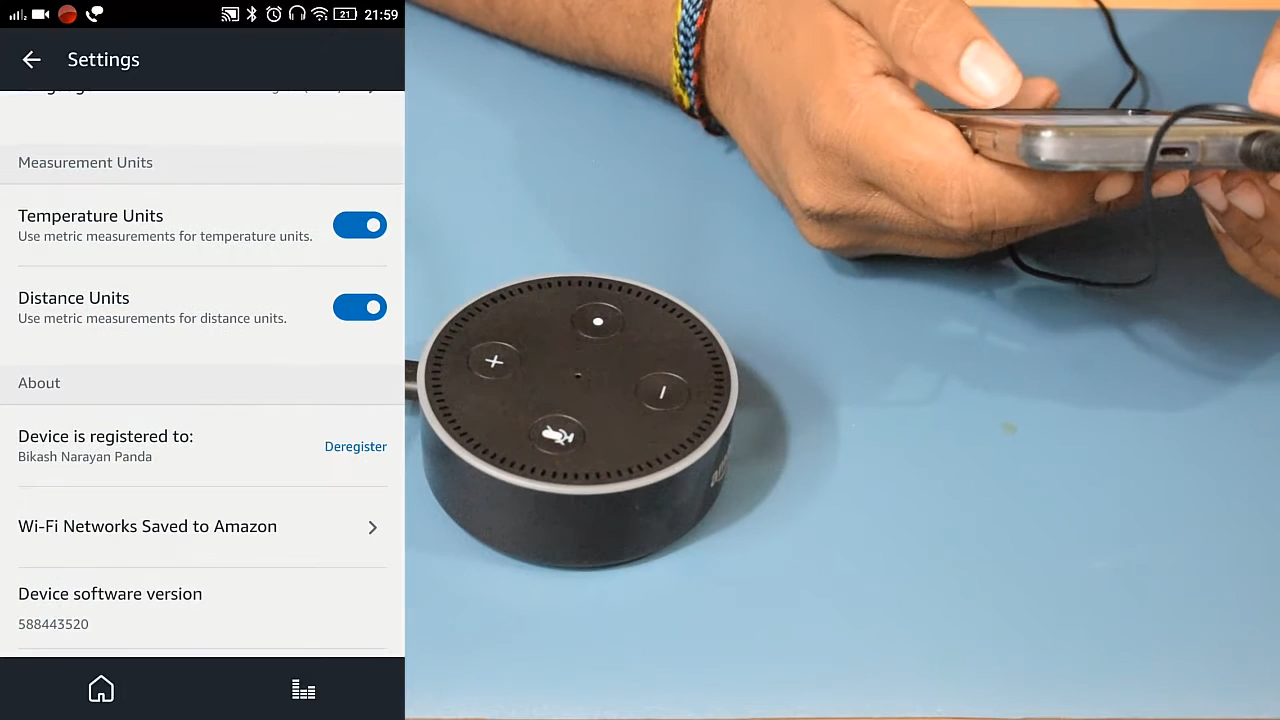 21 21:59
Settings
Measurement Units
Temperature Units
Use metric measurements for temperature units.
Distance Units
Use metric measurements for distance units.
About
Device is registered to:
Bikash Narayan Panda
Deregister
Wi-Fi Networks Saved to Amazon
Device software version
588443520